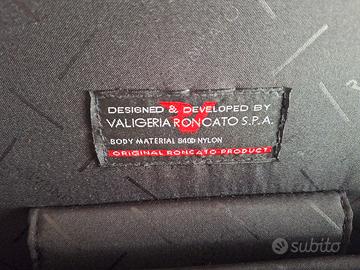 DESIGNED & DEVELOPED BY
VALIGERIA RONCATO S.P.A.
BODY MATERIAL 840D NYLON
ORIGINAL RONCATO PRODUCT
subito